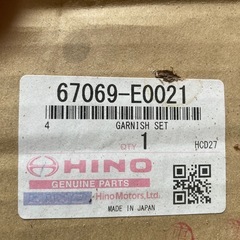 67069-E0021
4 GARNISH SET
QTY 1 HCD27
HINO
GENUINE PARTS
Hino Motors,Ltd.
MADE IN JAPAN